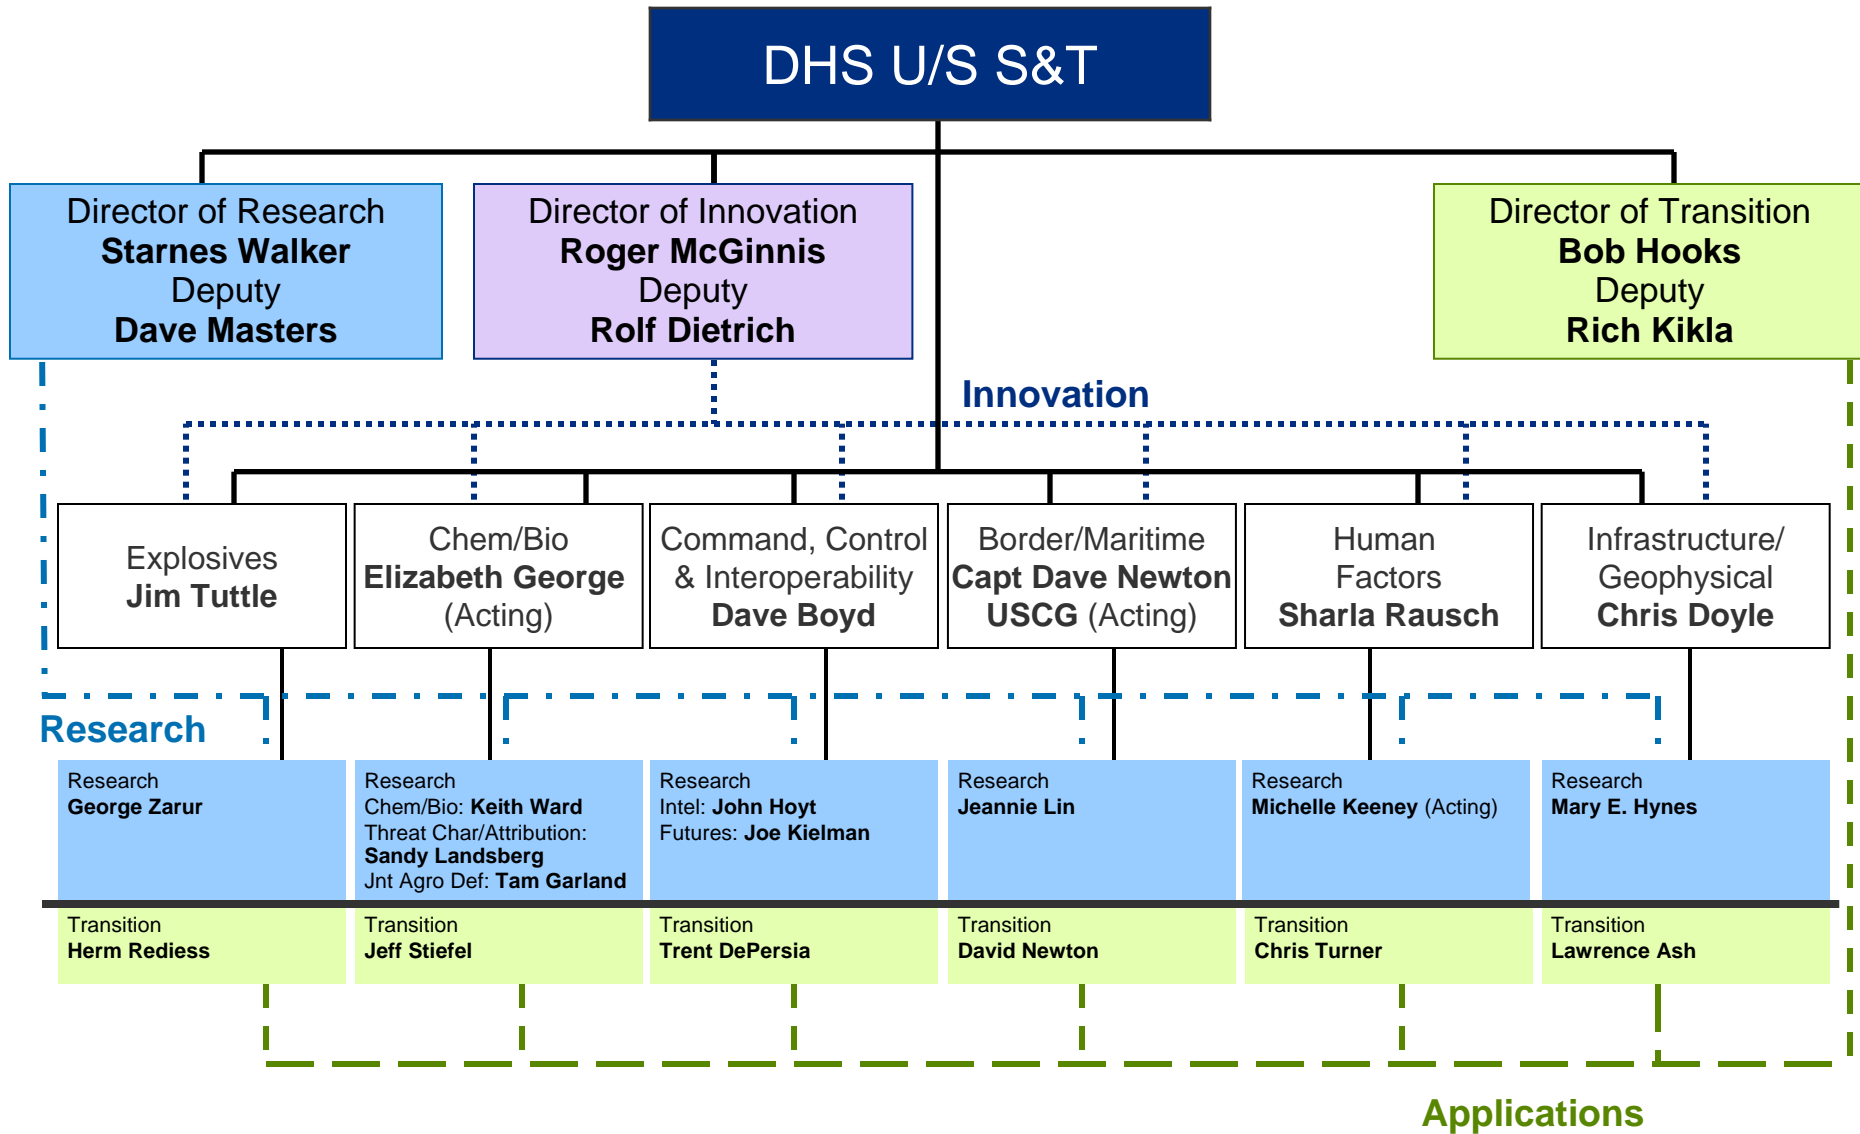 DHS U/S S&T
Director of Research
Starnes Walker
Deputy
Dave Masters
Director of Innovation
Roger McGinnis
Deputy
Rolf Dietrich
Director of Transition
Bob Hooks
Deputy
Rich Kikla
Innovation
Explosives
Jim Tuttle
Chem/Bio
Elizabeth George
(Acting)
Command, Control
& Interoperability
Dave Boyd
Border/Maritime
Capt Dave Newton
USCG (Acting)
Human
Factors
Sharla Rausch
Infrastructure/
Geophysical
Chris Doyle
Research
Research
George Zarur
Research
Chem/Bio: Keith Ward
Threat Char/Attribution:
Sandy Landsberg
Jnt Agro Def: Tam Garland
Research
Intel: John Hoyt
Futures: Joe Kielman
Research
Jeannie Lin
Research
Michelle Keeney (Acting)
Research
Mary E. Hynes
Transition
Herm Rediess
Transition
Jeff Stiefel
Transition
Trent DePersia
Transition
David Newton
Transition
Chris Turner
Transition
Lawrence Ash
Applications